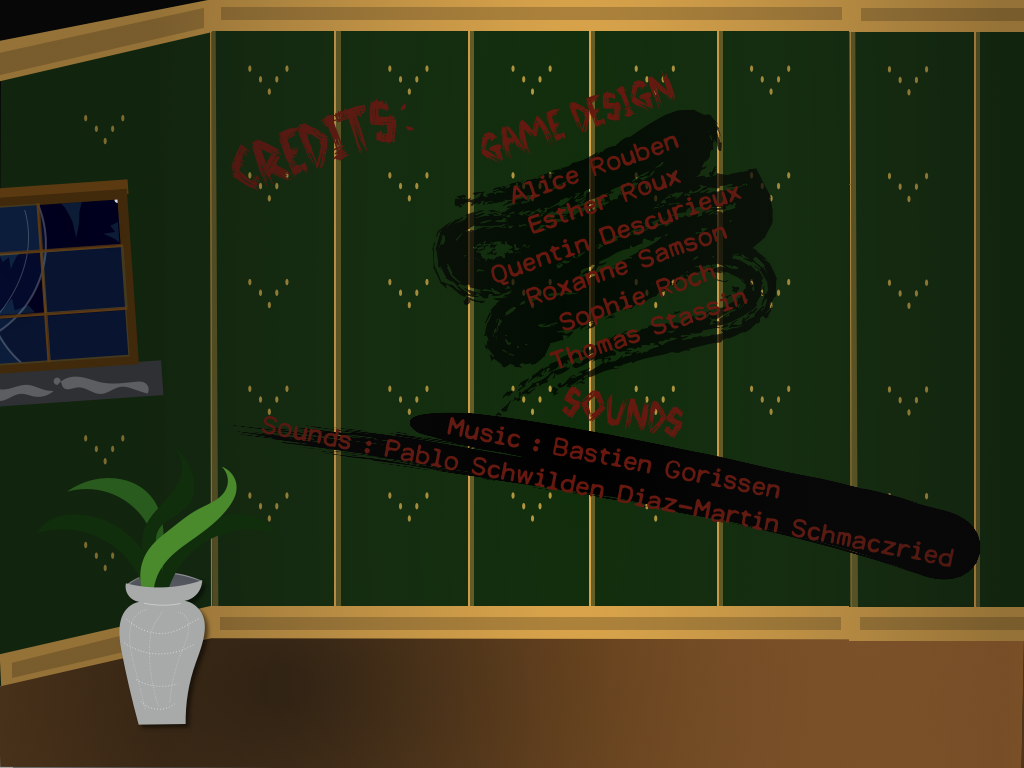 CREDITS:
GAME DESIGN
Alice Rouben
Esther Roux
Quentin Descurieux
Roxanne Samson
Sophie Roch
Thomas Stassin
SOUNDS
Music : Bastien Gorissen
Sounds : Pablo Schwilden Diaz-Martin Schmaczried